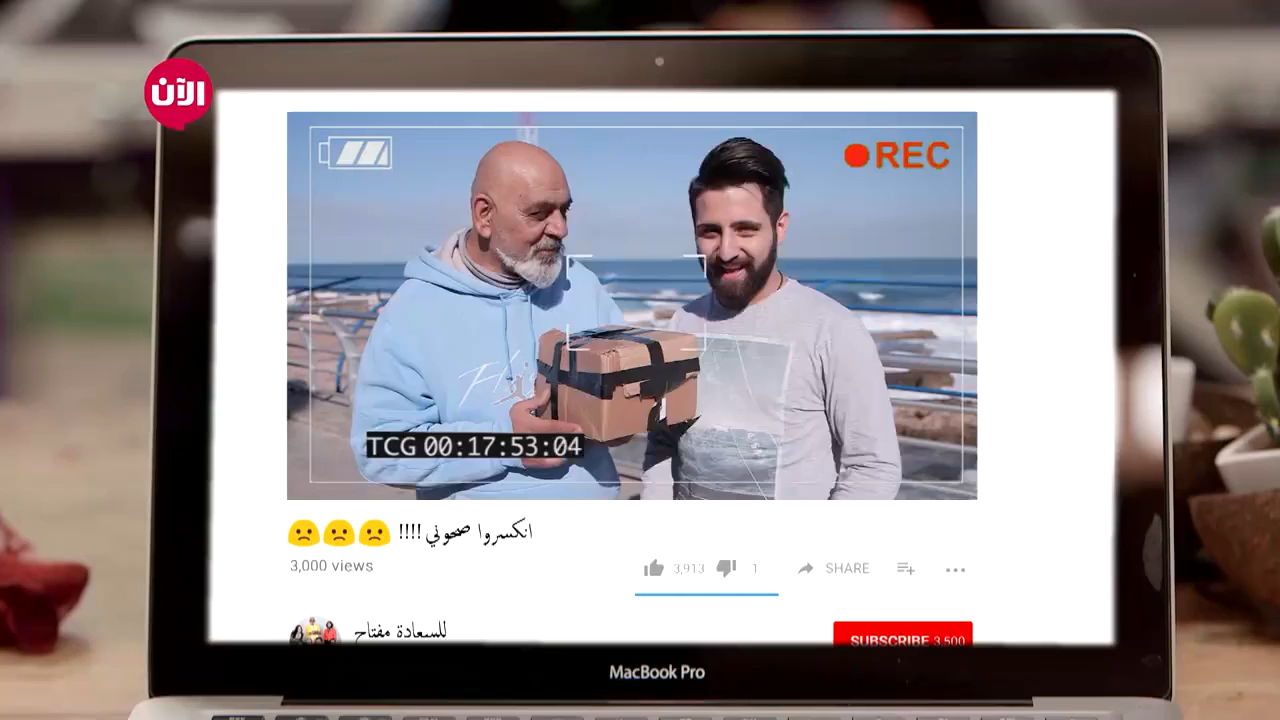 الآن
REC
Flsic
TCG 00:17:53:04
انكسروا صحوني !!!!
3,000 views
3,913
1
SHARE
للسعادة مفتاح
SUBSCRIBE 3,500
MacBook Pro